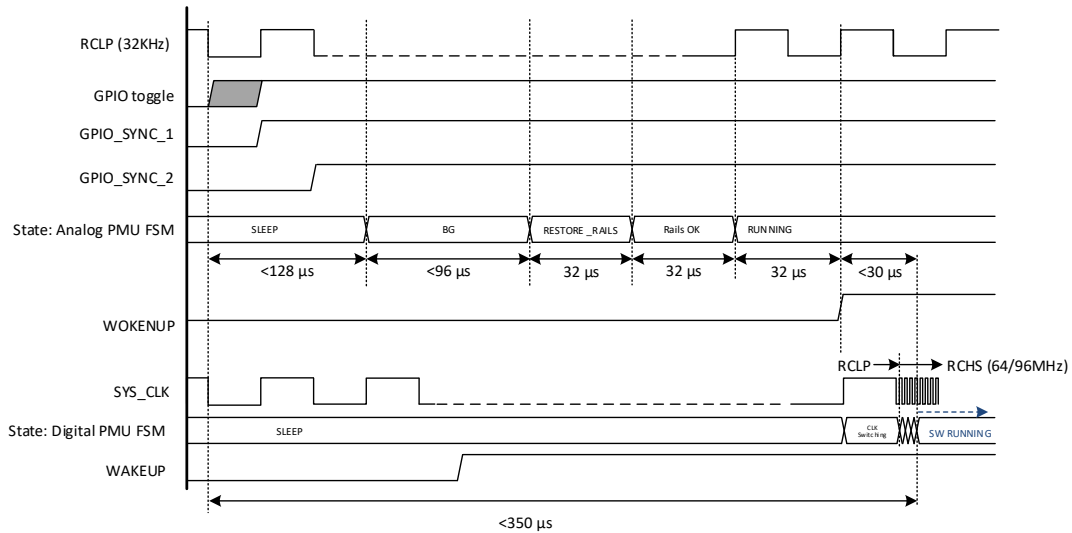 RCLP (32KHz)
GPIO toggle
GPIO_SYNC_1
GPIO_SYNC_2
State: Analog PMU FSM
SLEEP
BG
RESTORE_RAILS
Rails OK
RUNNING
<128 µs
<96 µs
32 µs
32 µs
32 µs
<30 µs
WOKENUP
RCLP
RCHS (64/96MHz)
SYS_CLK
State: Digital PMU FSM
SLEEP
CLK
Switching
SW RUNNING
WAKEUP
<350 µs